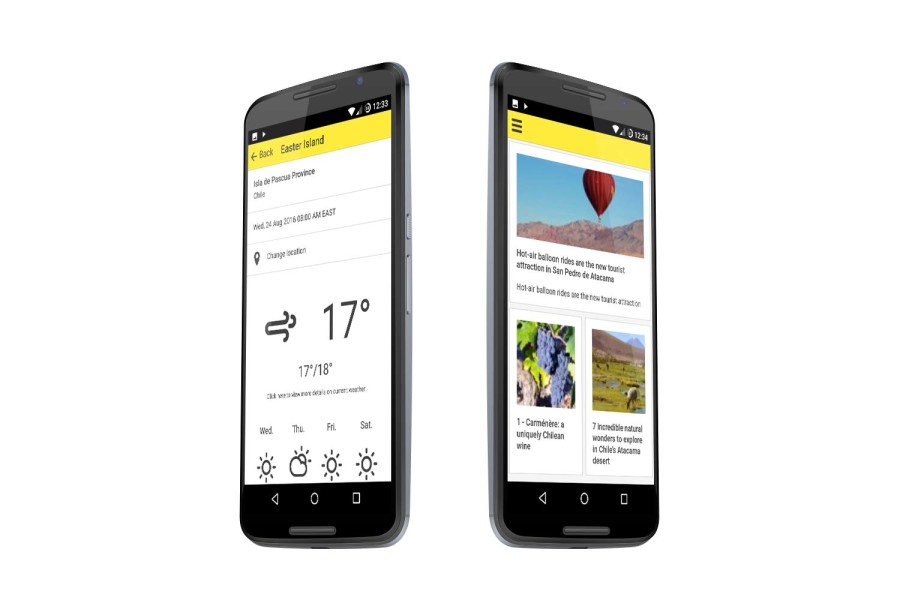 12:33
Back Easter Island
Isla de Pascua Province
Chile
Wed. 24 Aug 2016 08:00 AM EAST
Change location
17°
17°/18°
Click here to view more details on current weather.
Wed. Thu. Fri. Sat.
12:34
Hot-air balloon rides are the new tourist
attraction in San Pedro de Atacama
Hot-air balloon rides are the new tourist attraction
1 - Carménère: a
uniquely Chilean
wine
7 incredible natural
wonders to explore
in Chile's Atacama
desert